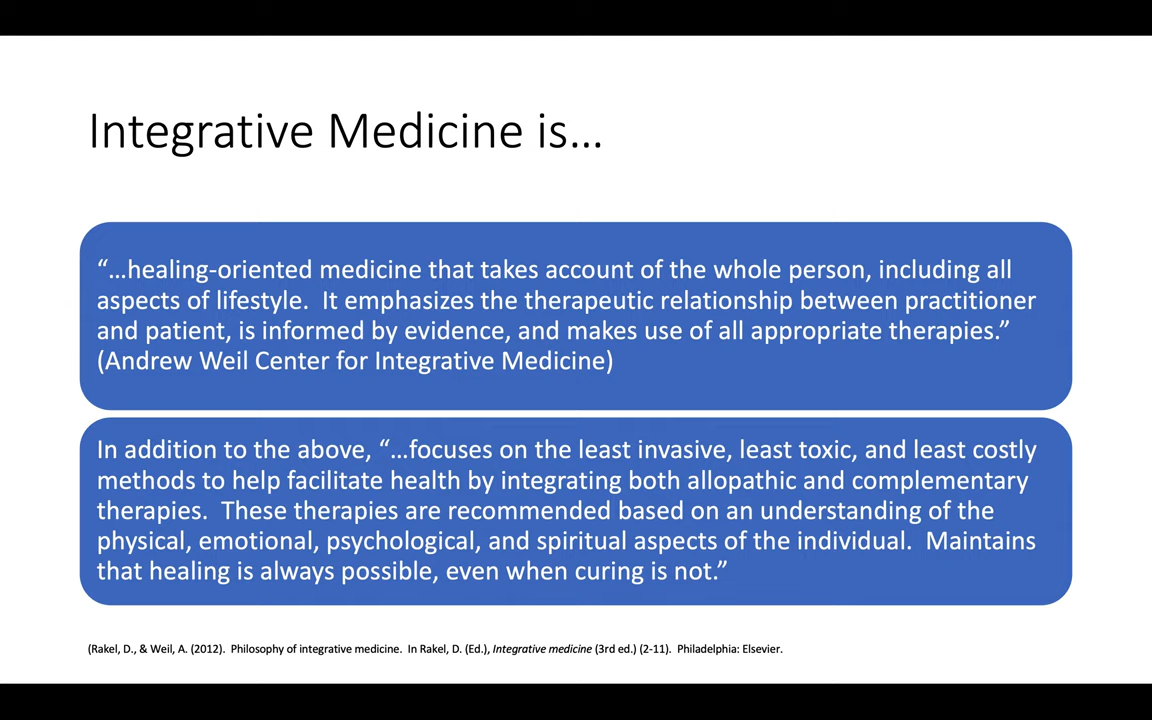 Integrative Medicine is...
“...healing-oriented medicine that takes account of the whole person, including all
aspects of lifestyle.  It emphasizes the therapeutic relationship between practitioner
and patient, is informed by evidence, and makes use of all appropriate therapies.”
(Andrew Weil Center for Integrative Medicine)
In addition to the above, “...focuses on the least invasive, least toxic, and least costly
methods to help facilitate health by integrating both allopathic and complementary
therapies.  These therapies are recommended based on an understanding of the
physical, emotional, psychological, and spiritual aspects of the individual.  Maintains
that healing is always possible, even when curing is not.”
(Rakel, D., & Weil, A. (2012).  Philosophy of integrative medicine.  In Rakel, D. (Ed.), Integrative medicine (3rd ed.) (2-11).  Philadelphia: Elsevier.